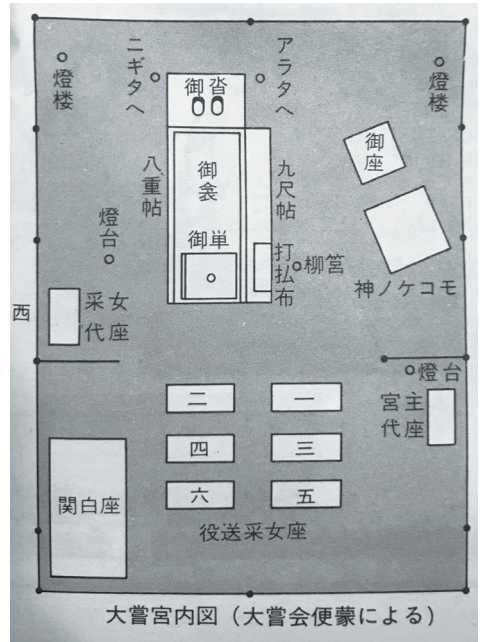 アラタヘ
ニギタヘ
燈楼
燈楼
御沓
御座
八重帖
御衾
九尺帖
御単
打払布
柳筥
神ノケコモ
燈台
采女
代座
西
燈台
宮主
代座
一
二
三
四
五
六
関白座
役送采女座
大嘗宮内図(大嘗会便蒙による)